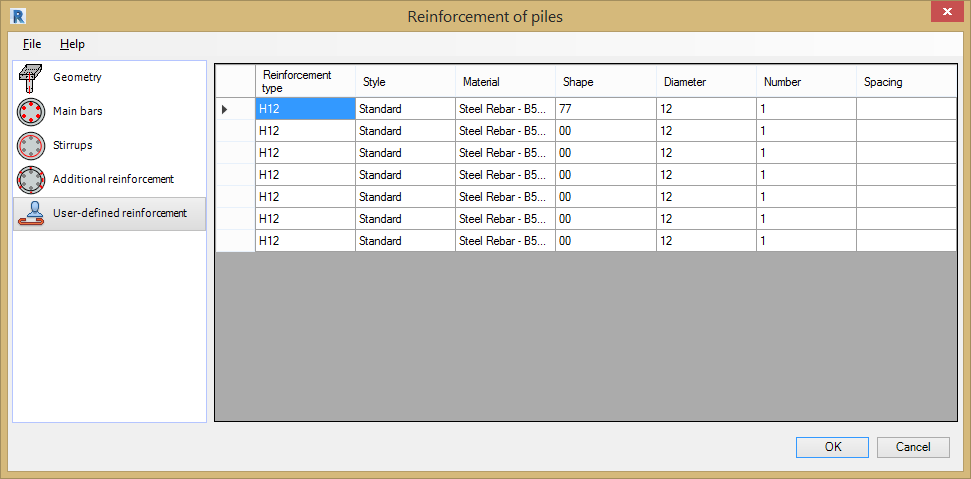 Reinforcement of piles
File Help
Geometry
Main bars
Stirrups
Additional reinforcement
User-defined reinforcement
Reinforcement type Style Material Shape Diameter Number Spacing
H12 Standard Steel Rebar - B5... 77 12 1
H12 Standard Steel Rebar - B5... 00 12 1
H12 Standard Steel Rebar - B5... 00 12 1
H12 Standard Steel Rebar - B5... 00 12 1
H12 Standard Steel Rebar - B5... 00 12 1
H12 Standard Steel Rebar - B5... 00 12 1
H12 Standard Steel Rebar - B5... 00 12 1
OK Cancel